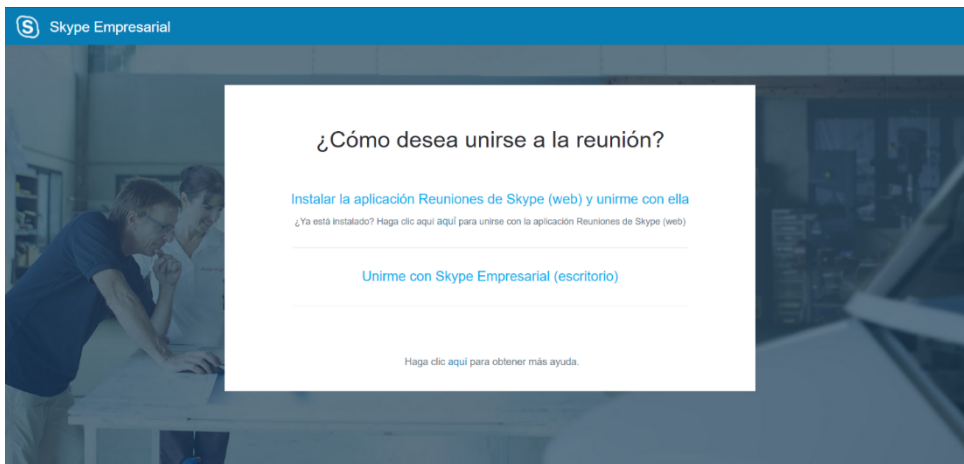 Skype Empresarial
¿Cómo desea unirse a la reunión?
Instalar la aplicación Reuniones de Skype (web) y unirme con ella
¿Ya está instalado? Haga clic aquí aquí para unirse con la aplicación Reuniones de Skype (web)
Unirme con Skype Empresarial (escritorio)
Haga clic aquí para obtener más ayuda.